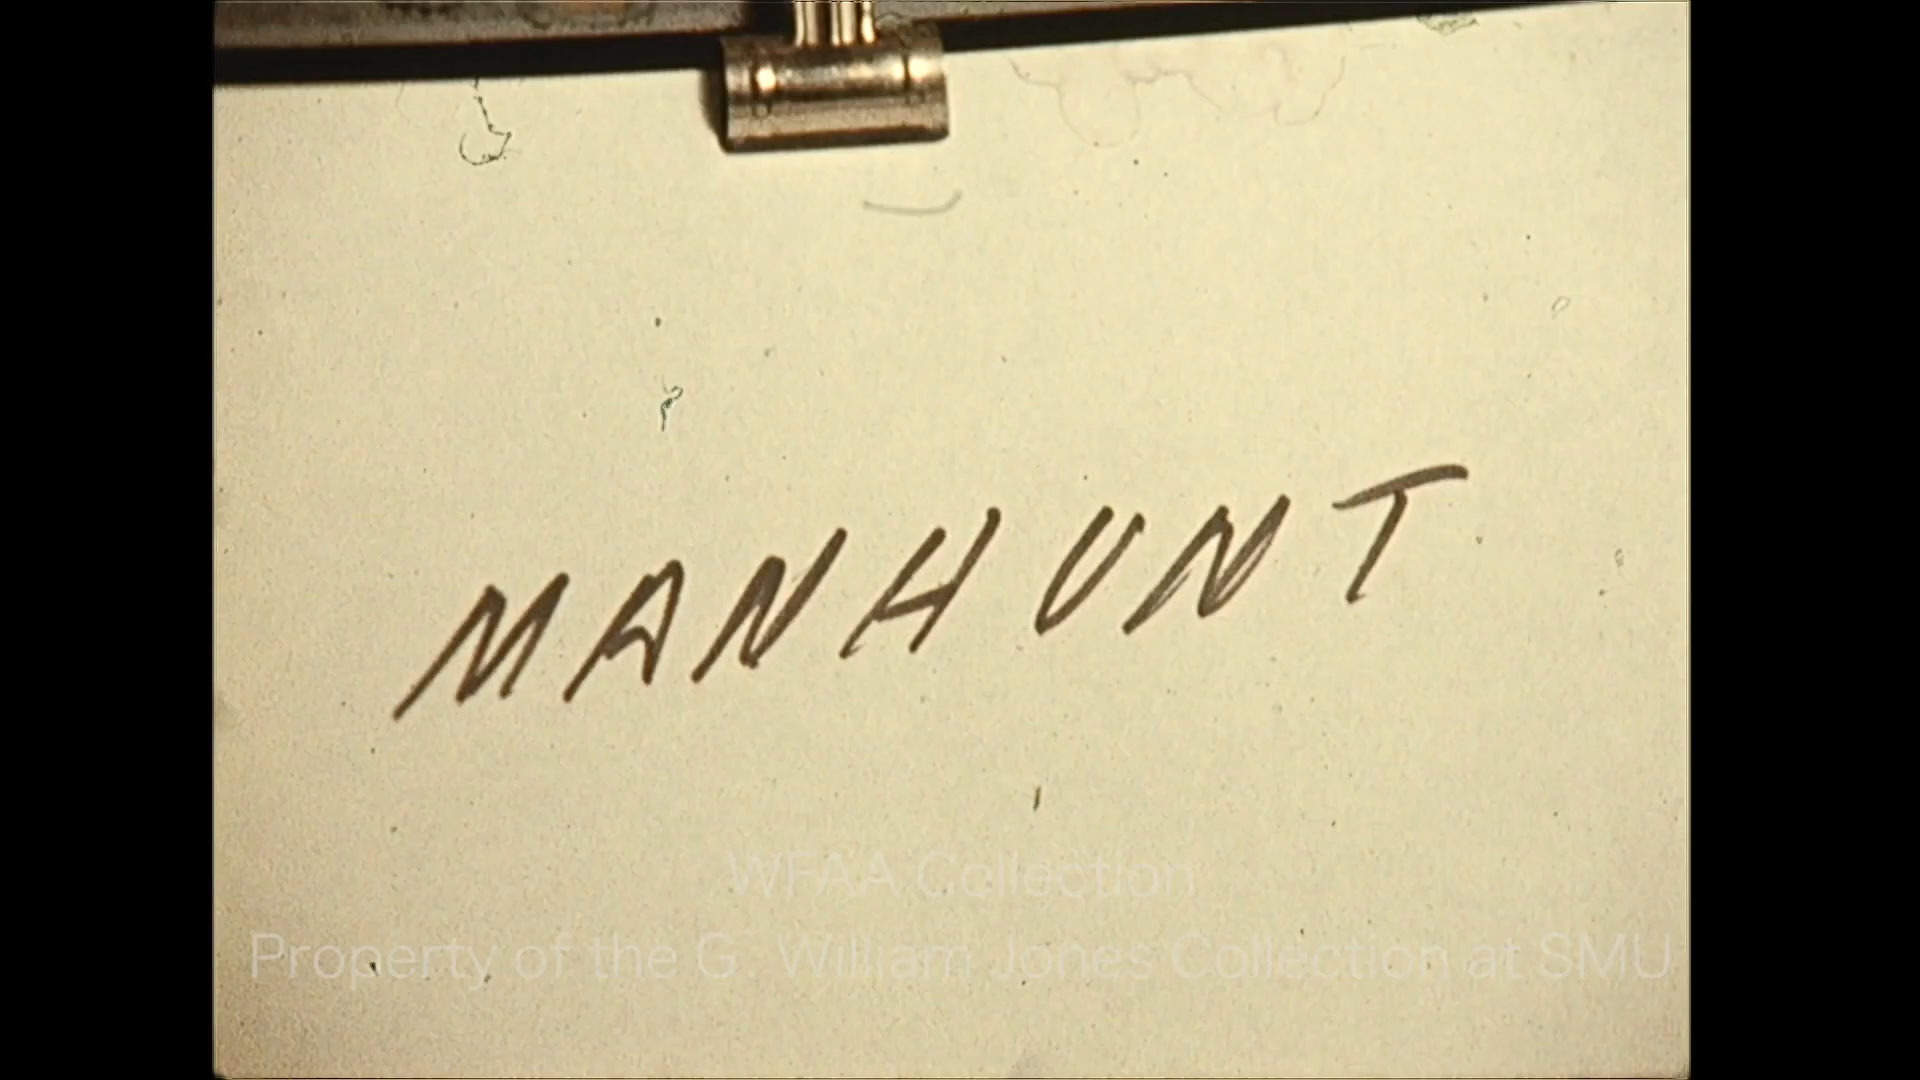 MANHUNT
WFAA Collection
Property of the G. William Jones Collection at SMU